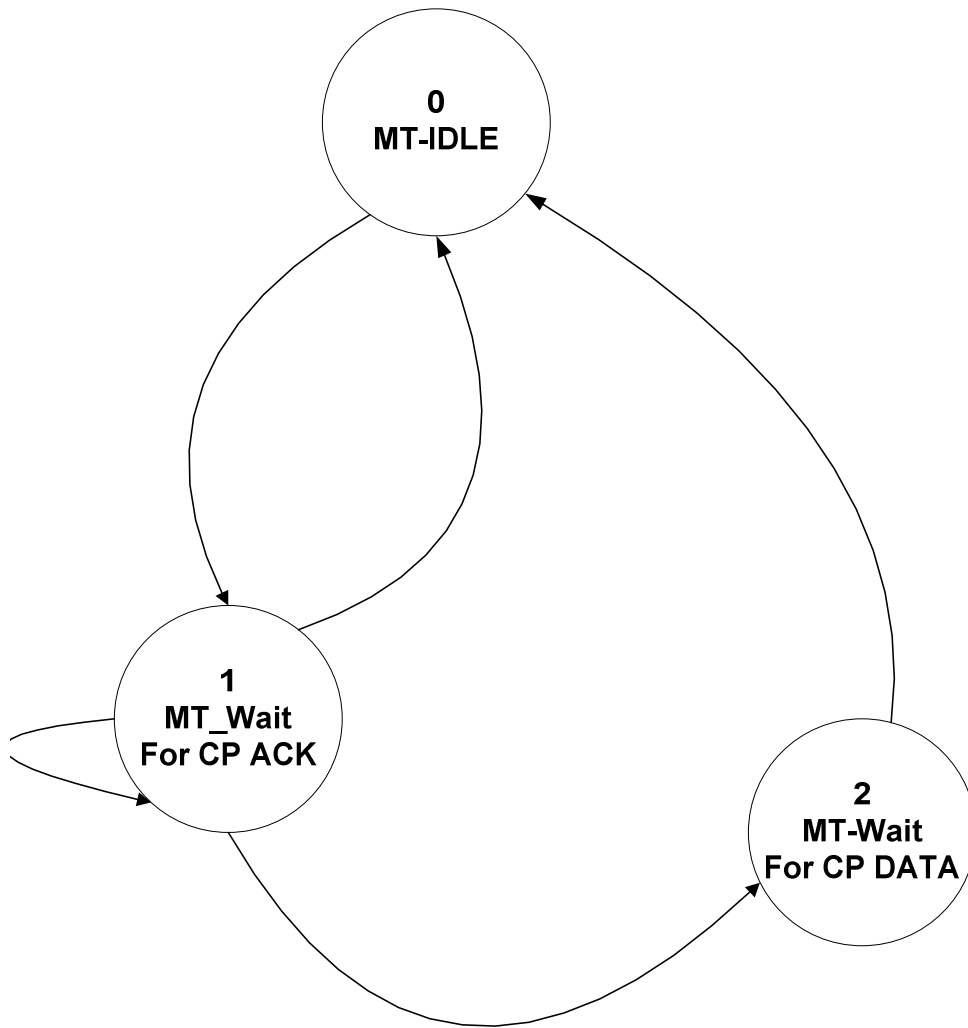 0
MT-IDLE
1
MT_Wait
For CP ACK
2
MT-Wait
For CP DATA